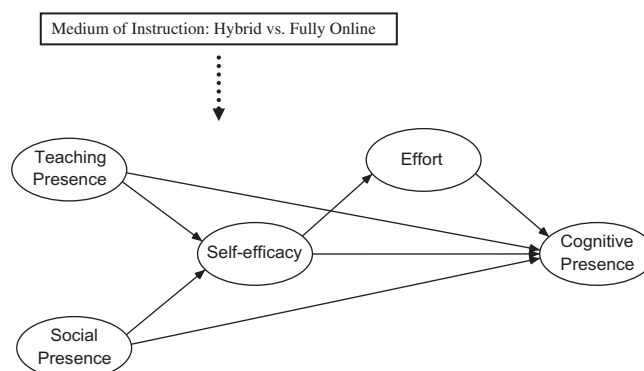 Medium of Instruction: Hybrid vs. Fully Online
Teaching
Presence
Effort
Self-efficacy
Cognitive
Presence
Social
Presence